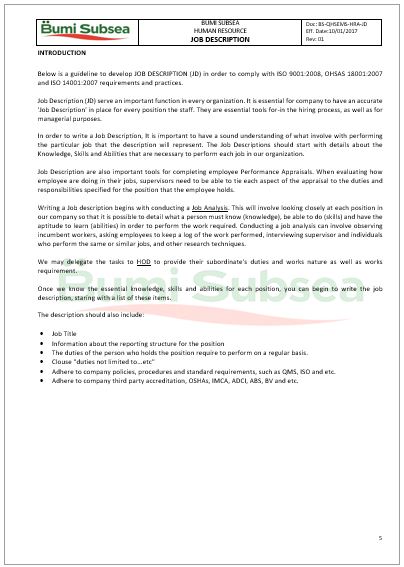 Bumi Subsea
BUMI SUBSEA
HUMAN RESOURCE
JOB DESCRIPTION
Doc: BS-QHSEMS-HRA-JD
Eff. Date:10/01/2017
Rev: 01
INTRODUCTION
Below is a guideline to develop JOB DESCRIPTION (JD) in order to comply with ISO 9001:2008, OHSAS 18001:2007
and ISO 14001:2007 requirements and practices.
Job Description (JD) serve an important function in every organization. It is essential for company to have an accurate
'Job Description' in place for every position the staff. They are essential tools for-in the hiring process, as well as for
managerial purposes.
In order to write a Job Description, It is important to have a sound understanding of what involve with performing
the particular job that the description will represent. The Job Descriptions should start with details about the
Knowledge, Skills and Abilities that are necessary to perform each job in our organization.
Job Description are also important tools for completing employee Performance Appraisals. When evaluating how
employee are doing in their jobs, supervisors need to be able to tie each aspect of the appraisal to the duties and
responsibilities specified for the position that the employee holds.
Writing a Job description begins with conducting a Job Analysis. This will involve looking closely at each position in
our company so that it is possible to detail what a person must know (knowledge), be able to do (skills) and have the
aptitude to learn (abilities) in order to perform the work required. Conducting a job analysis can involve observing
incumbent workers, asking employees to keep a log of the work performed, interviewing supervisor and individuals
who perform the same or similar jobs, and other research techniques.
We may delegate the tasks to HOD to provide their subordinate's duties and works nature as well as works
requirement.
Bumi Subsea
Once we know the essential knowledge, skills and abilities for each position, you can begin to write the job
description, staring with a list of these items.
The description should also include:
• Job Title
• Information about the reporting structure for the position
• The duties of the person who holds the position require to perform on a regular basis.
• Clouse "duties not limited to...etc"
• Adhere to company policies, procedures and standard requirements, such as QMS, ISO and etc.
• Adhere to company third party accreditation, OSHAs, IMCA, ADCI, ABS, BV and etc.
5